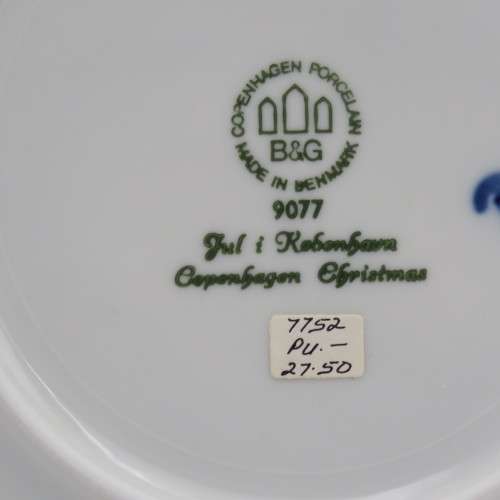 COPENHAGEN PORCELAIN
B&G
MADE IN DENMARK
9077
Jul i København
Copenhagen Christmas
7752
PU.—
27.50